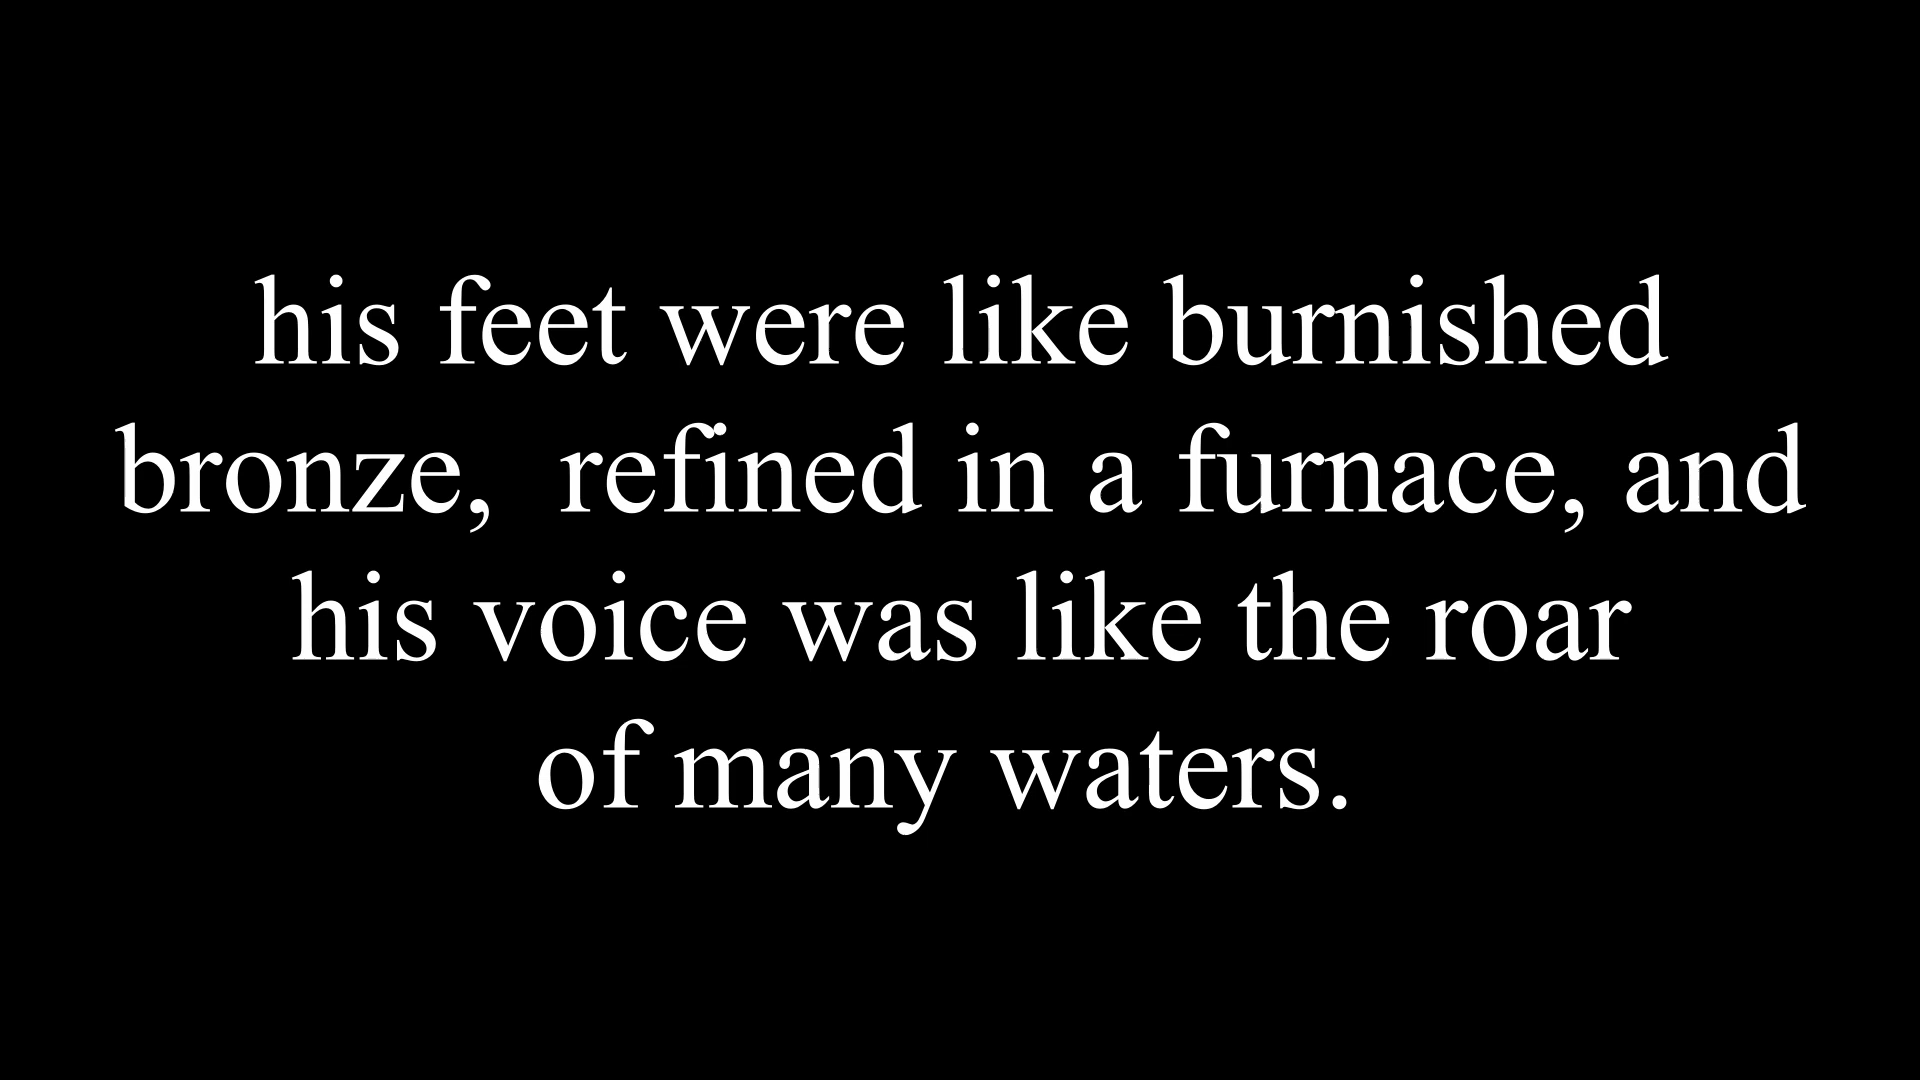 his feet were like burnished
bronze,  refined in a furnace, and
his voice was like the roar
of many waters.